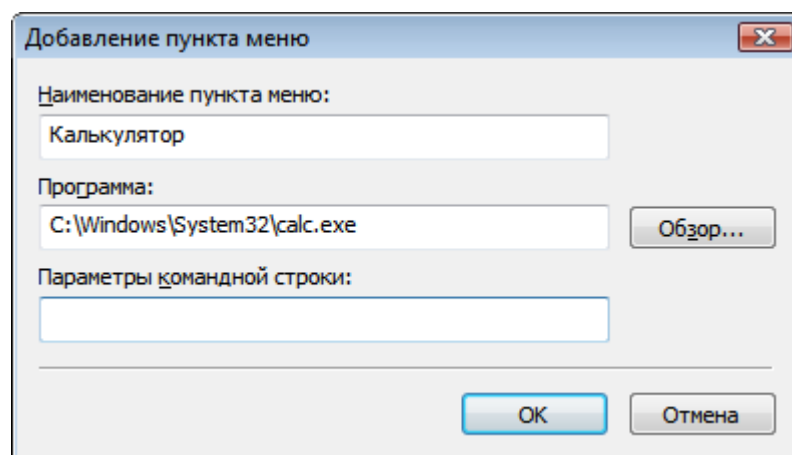 Добавление пункта меню
Наименование пункта меню:
Калькулятор
Программа:
C:\Windows\System32\calc.exe
Обзор...
Параметры командной строки:
OK
Отмена